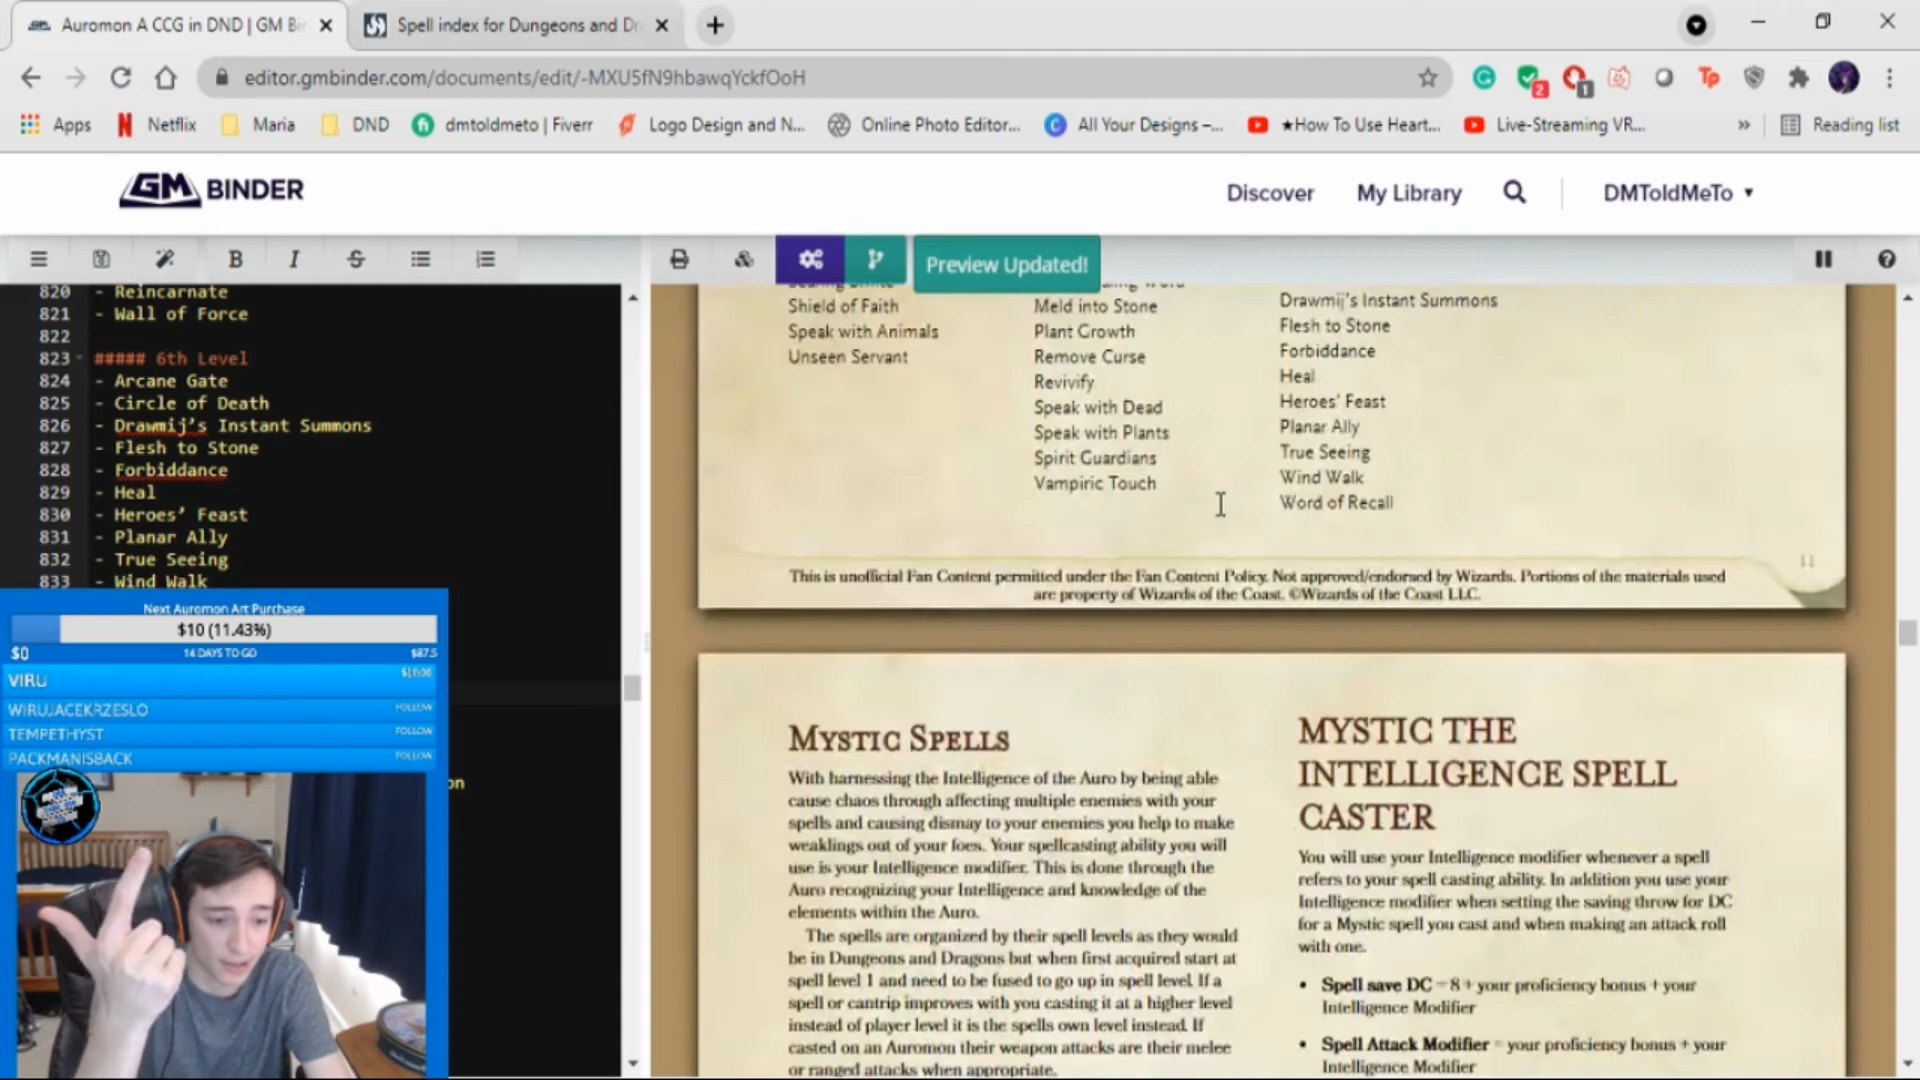 Auromon A CCG in DND | GM Bi
Spell index for Dungeons and Dr
editor.gmbinder.com/documents/edit/-MXU5fN9hbawqYckfOoH
2
1
Tp
Apps
Netflix
Maria
DND
dmtoldmeto | Fiverr
Logo Design and N...
Online Photo Editor...
All Your Designs –...
★How To Use Heart...
Live-Streaming VR...
»
Reading list
GM BINDER
Discover
My Library
DMToldMeTo
B I S
Preview Updated!
820 - Reincarnate
821 - Wall of Force
822
823 ##### 6th Level
824 - Arcane Gate
825 - Circle of Death
826 - Drawmij's Instant Summons
827 - Flesh to Stone
828 - Forbiddance
829 - Heal
830 - Heroes' Feast
831 - Planar Ally
832 - True Seeing
833 - Wind Walk
on
Next Auromon Art Purchase
$10 (11.43%)
$0
14 DAYS TO GO
$87.5
VIRU
$10.00
WIRUJACEKRZESLO
FOLLOW
TEMPETHYST
FOLLOW
PACKMANISBACK
FOLLOW
Shield of Faith
Speak with Animals
Unseen Servant
Meld into Stone
Plant Growth
Remove Curse
Revivify
Speak with Dead
Speak with Plants
Spirit Guardians
Vampiric Touch
Drawmij's Instant Summons
Flesh to Stone
Forbiddance
Heal
Heroes' Feast
Planar Ally
True Seeing
Wind Walk
Word of Recall
11
This is unofficial Fan Content permitted under the Fan Content Policy. Not approved/endorsed by Wizards. Portions of the materials used
are property of Wizards of the Coast. ©Wizards of the Coast LLC.
MYSTIC SPELLS
With harnessing the Intelligence of the Auro by being able
cause chaos through affecting multiple enemies with your
spells and causing dismay to your enemies you help to make
weaklings out of your foes. Your spellcasting ability you will
use is your Intelligence modifier. This is done through the
Auro recognizing your Intelligence and knowledge of the
elements within the Auro.
The spells are organized by their spell levels as they would
be in Dungeons and Dragons but when first acquired start at
spell level 1 and need to be fused to go up in spell level. If a
spell or cantrip improves with you casting it at a higher level
instead of player level it is the spells own level instead. If
casted on an Auromon their weapon attacks are their melee
or ranged attacks when appropriate.
MYSTIC THE
INTELLIGENCE SPELL
CASTER
You will use your Intelligence modifier whenever a spell
refers to your spell casting ability. In addition you use your
Intelligence modifier when setting the saving throw for DC
for a Mystic spell you cast and when making an attack roll
with one.
• Spell save DC = 8 + your proficiency bonus + your
Intelligence Modifier
• Spell Attack Modifier = your proficiency bonus + your
Intelligence Modifier